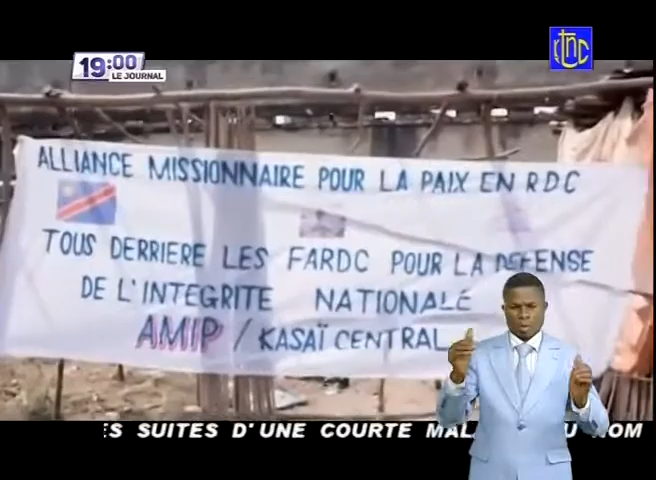 19:00
LE JOURNAL
rtnc
ALLIANCE MISSIONNAIRE POUR LA PAIX EN RDC
TOUS DERRIERE LES FARDC POUR LA DEFENSE
DE L'INTEGRITE NATIONALE
AMIP / KASAÏ CENTRAL
SUITES D'UNE COURTE